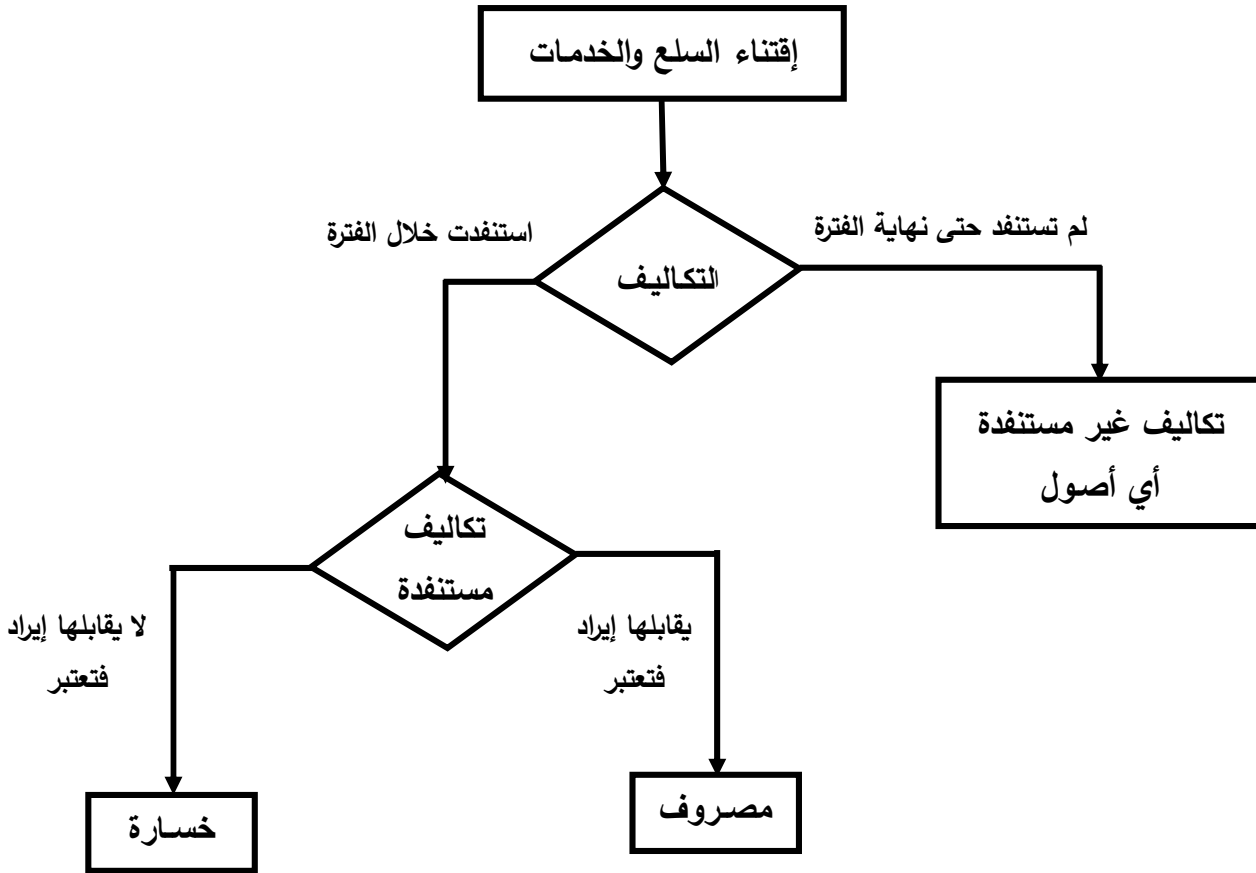 إقتناء السلع والخدمات
لم تستنفد حتى نهاية الفترة
استنفدت خلال الفترة
التكاليف
تكاليف غير مستنفدة
أي أصول
تكاليف
مستنفدة
يقابلها إيراد
فتعتبر
لا يقابلها إيراد
فتعتبر
مصروف
خسارة